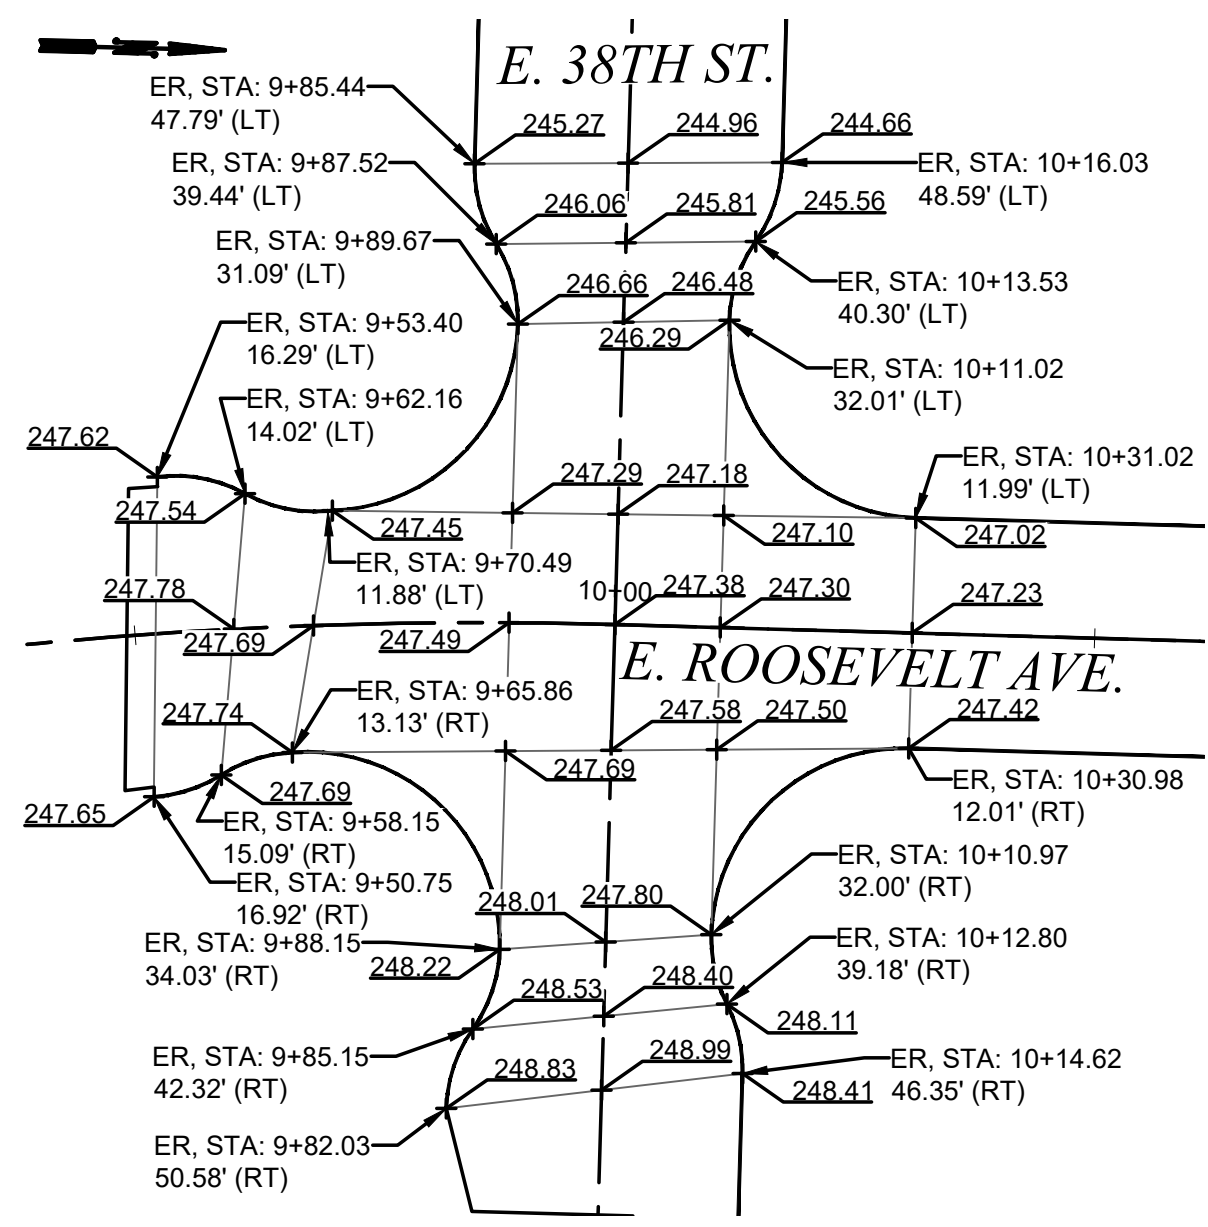 E. 38TH ST.
ER, STA: 9+85.44
47.79' (LT)
245.27
244.96
244.66
ER, STA: 9+87.52
39.44' (LT)
ER, STA: 10+16.03
48.59' (LT)
246.06
245.81
245.56
ER, STA: 9+89.67
31.09' (LT)
246.66
246.48
ER, STA: 10+13.53
40.30' (LT)
ER, STA: 9+53.40
16.29' (LT)
246.29
ER, STA: 10+11.02
32.01' (LT)
ER, STA: 9+62.16
14.02' (LT)
247.62
ER, STA: 10+31.02
11.99' (LT)
247.29
247.18
247.54
247.45
247.10
247.02
ER, STA: 9+70.49
11.88' (LT)
247.78
10+00
247.38
247.30
247.23
247.69
247.49
E. ROOSEVELT AVE.
ER, STA: 9+65.86
13.13' (RT)
247.74
247.58
247.50
247.42
247.69
ER, STA: 10+30.98
12.01' (RT)
247.69
247.65
ER, STA: 9+58.15
15.09' (RT)
ER, STA: 10+10.97
32.00' (RT)
ER, STA: 9+50.75
16.92' (RT)
248.01
247.80
ER, STA: 9+88.15
34.03' (RT)
248.22
ER, STA: 10+12.80
39.18' (RT)
248.53
248.40
248.11
ER, STA: 9+85.15
42.32' (RT)
248.83
248.99
ER, STA: 10+14.62
46.35' (RT)
248.41
ER, STA: 9+82.03
50.58' (RT)